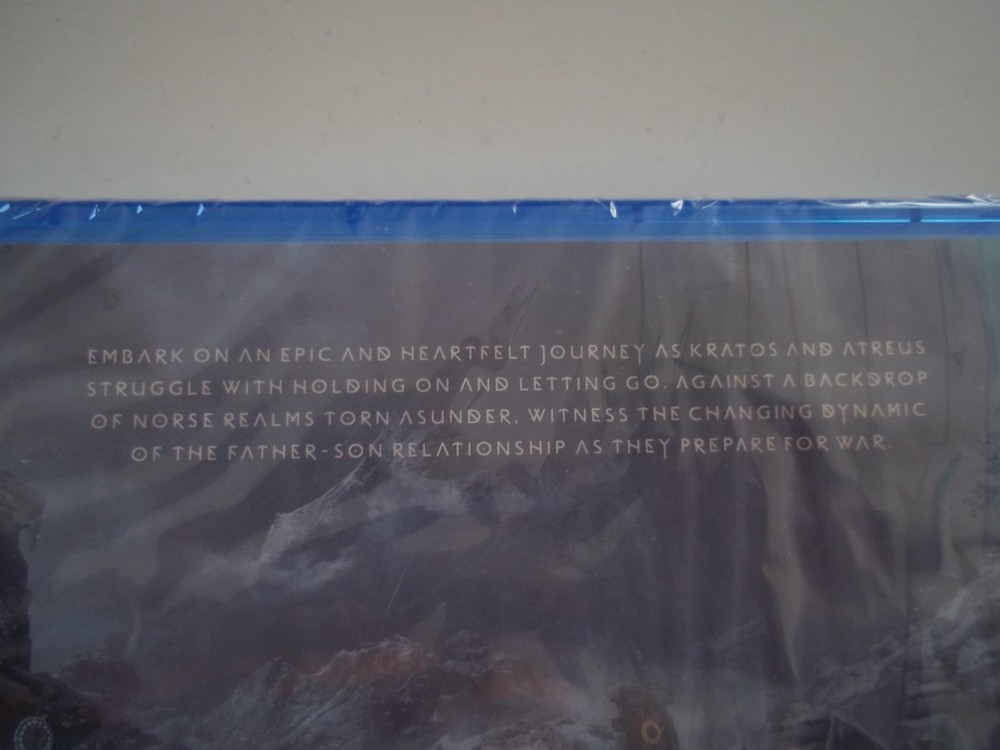 EMBARK ON AN EPIC AND HEARTFELT JOURNEY AS KRATOS AND ATREUS
STRUGGLE WITH HOLDING ON AND LETTING GO. AGAINST A BACKDROP
OF NORSE REALMS TORN ASUNDER, WITNESS THE CHANGING DYNAMIC
OF THE FATHER-SON RELATIONSHIP AS THEY PREPARE FOR WAR.